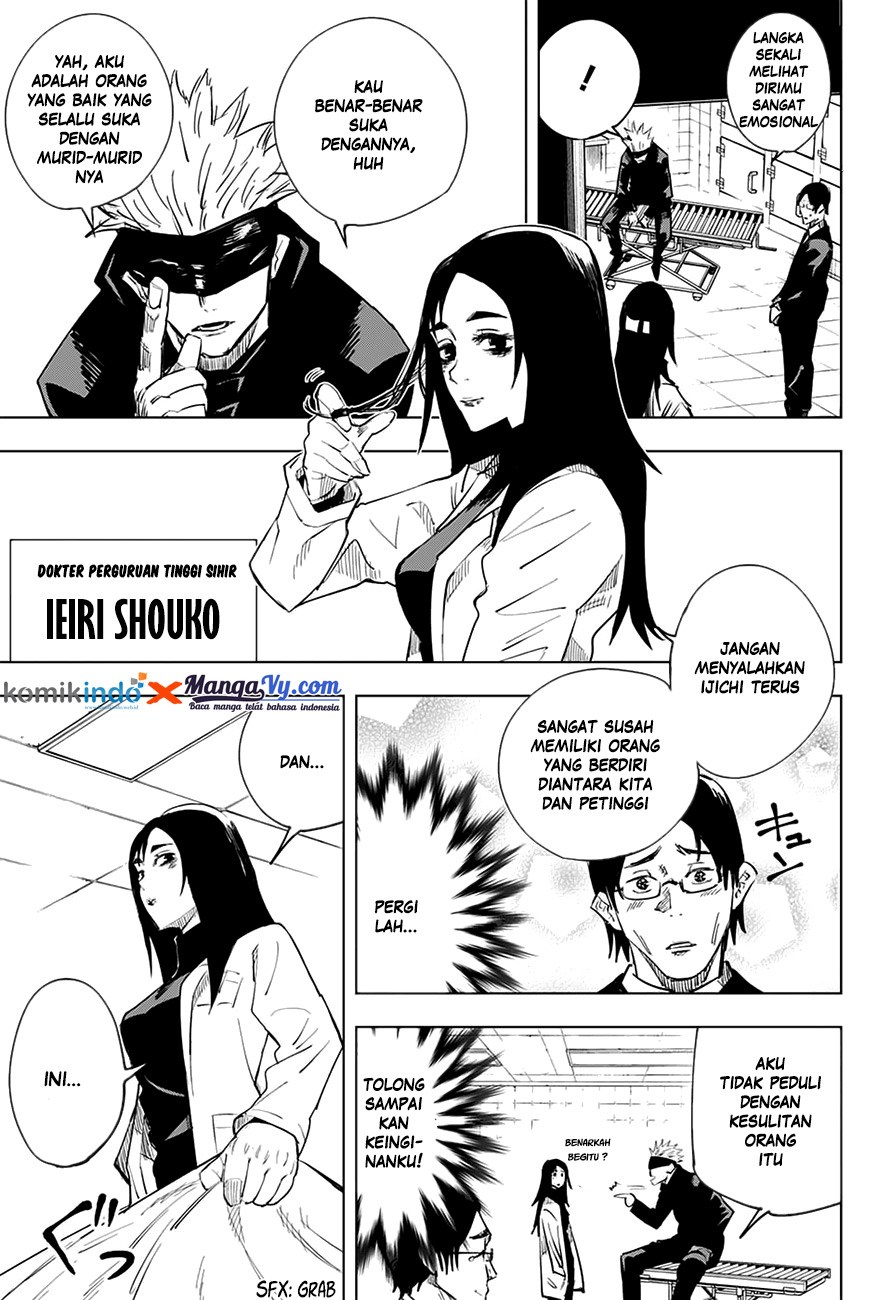 LANGKA
SEKALI
MELIHAT
DIRIMU
SANGAT
EMOSIONAL
!
KAU
BENAR-BENAR
SUKA
DENGANNYA,
HUH
YAH, AKU
ADALAH ORANG
YANG BAIK YANG
SELALU SUKA
DENGAN
MURID-MURID
NYA
DOKTER PERGURUAN TINGGI SIHIR
IEIRI SHOUKO
komikindo X MangaVy.com
Baca manga telat bahasa indonesia
JANGAN
MENYALAHKAN
IJICHI TERUS
SANGAT SUSAH
MEMILIKI ORANG
YANG BERDIRI
DIANTARA KITA
DAN PETINGGI
キュン
PERGI
LAH...
AKU
TIDAK PEDULI
DENGAN
KESULITAN
ORANG
ITU
BENARKAH
BEGITU ?
TOLONG
SAMPAI
KAN
KEINGI-
NANKU!
DAN...
INI...
ぐっ
SFX: GRAB